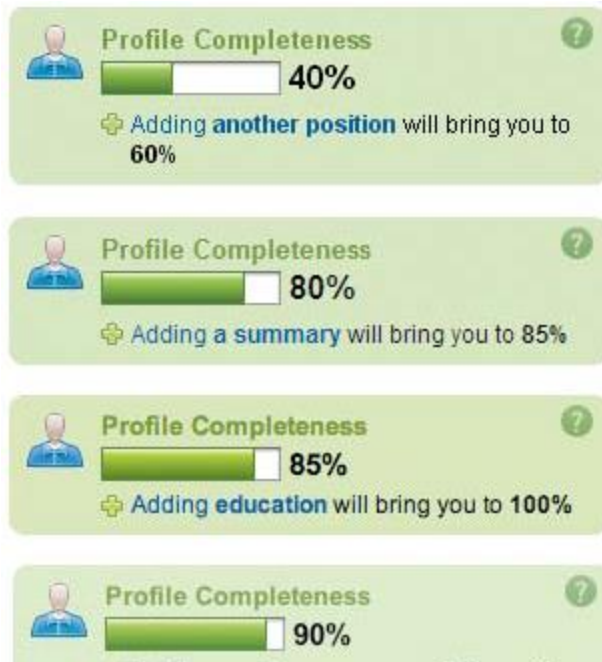 Profile Completeness ?
40%
Adding another position will bring you to
60%
Profile Completeness ?
80%
Adding a summary will bring you to 85%
Profile Completeness ?
85%
Adding education will bring you to 100%
Profile Completeness ?
90%